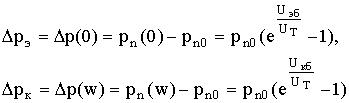 Δpэ = Δp(0) = pn (0) − pn0 = pn0 (e^(Uэб/UT) −1),
Δpк = Δp(w) = pn (w) − pn0 = pn0 (e^(Uкб/UT) −1)